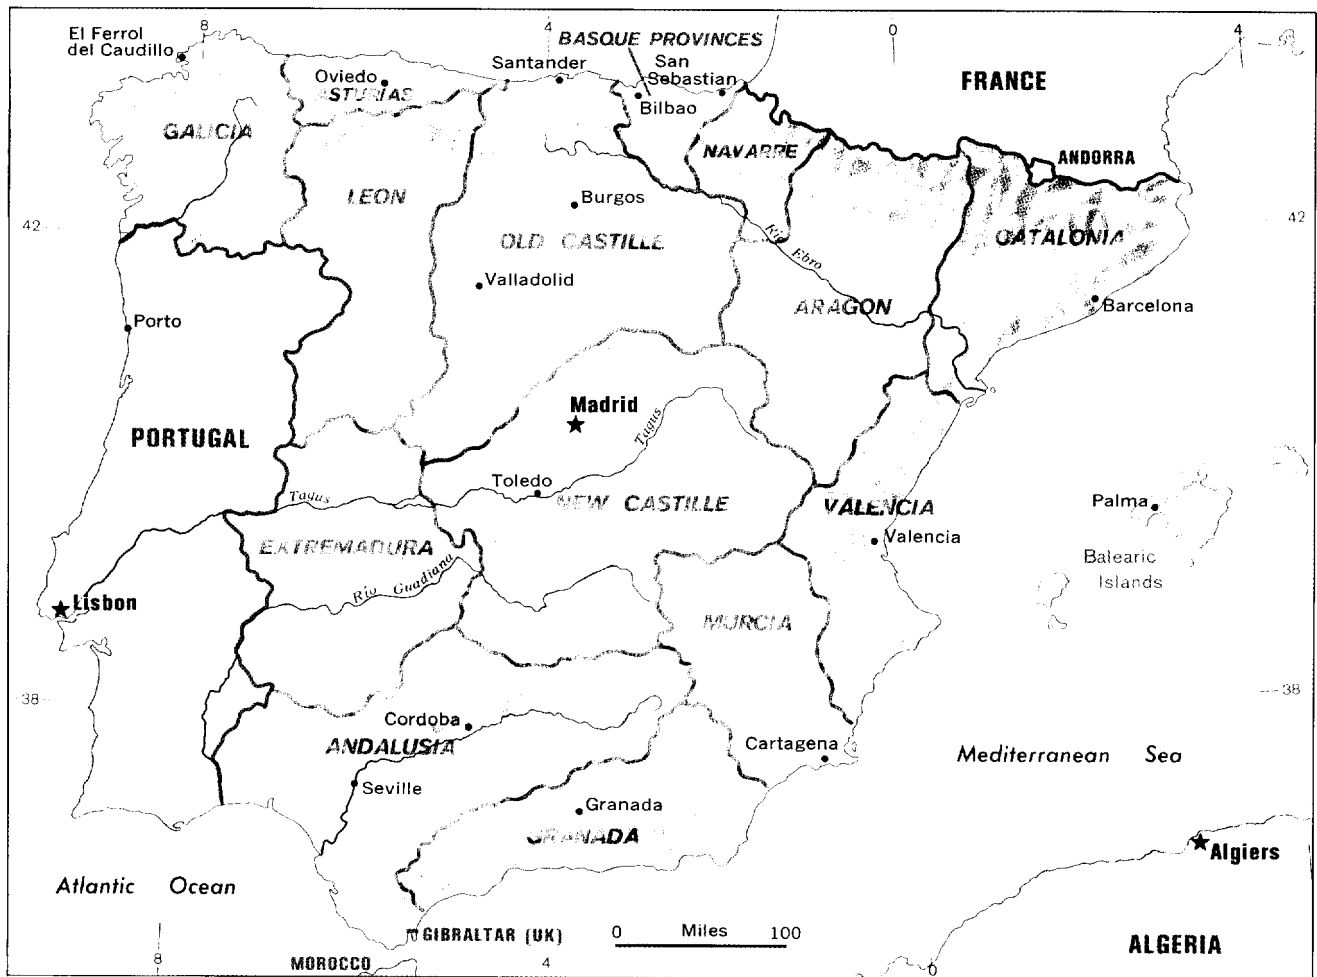 8
4
0
4
El Ferrol
del Caudillo
BASQUE PROVINCES
Oviedo
ASTURIAS
Santander
San
Sebastian
Bilbao
FRANCE
GALICIA
NAVARRE
ANDORRA
LEON
Burgos
42
42
OLD CASTILLE
Rio Ebro
CATALONIA
Valladolid
ARAGON
Barcelona
Porto
Madrid
PORTUGAL
Tagus
Toledo
Tagus
NEW CASTILLE
VALENCIA
Palma
EXTREMADURA
Valencia
Balearic
Islands
Rio Guadiana
Lisbon
MURCIA
38
38
Cordoba
ANDALUSIA
Cartagena
Mediterranean Sea
Seville
Granada
GRANADA
Algiers
Atlantic Ocean
GIBRALTAR (UK)
0 Miles 100
ALGERIA
MOROCCO
8
4
0